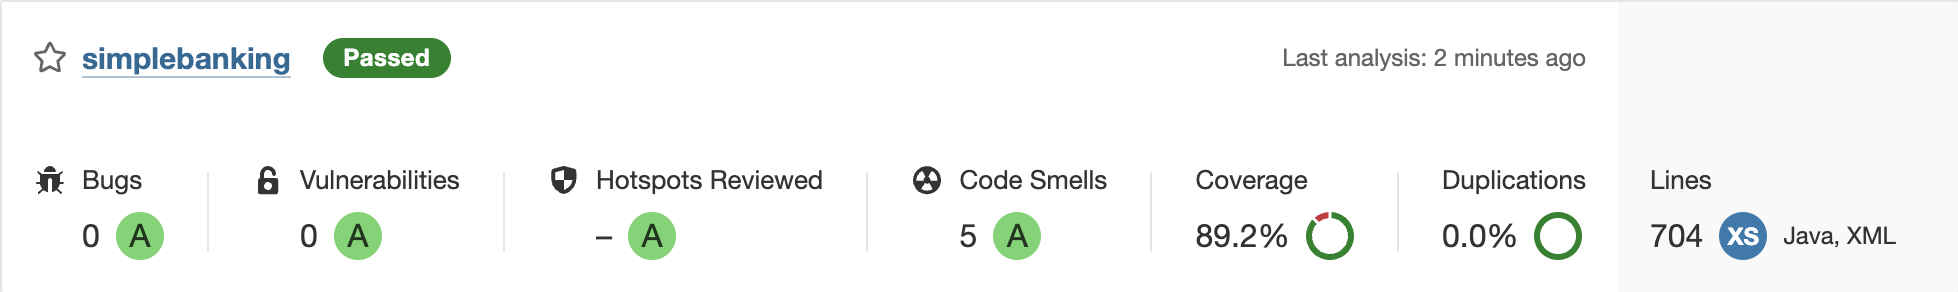 simplebanking Passed Last analysis: 2 minutes ago
Bugs Vulnerabilities Hotspots Reviewed Code Smells Coverage Duplications Lines
0 A 0 A – A 5 A 89.2% 0.0% 704 XS Java, XML